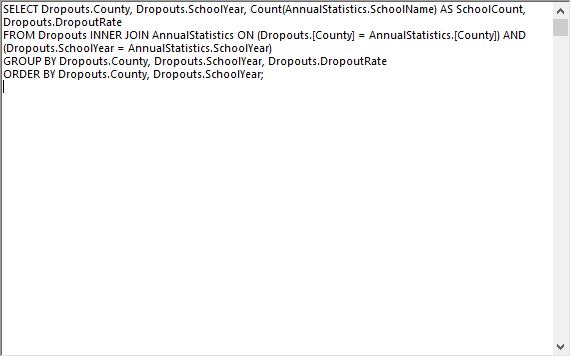 SELECT Dropouts.County, Dropouts.SchoolYear, Count(AnnualStatistics.SchoolName) AS SchoolCount,
Dropouts.DropoutRate
FROM Dropouts INNER JOIN AnnualStatistics ON (Dropouts.[County] = AnnualStatistics.[County]) AND
(Dropouts.SchoolYear = AnnualStatistics.SchoolYear)
GROUP BY Dropouts.County, Dropouts.SchoolYear, Dropouts.DropoutRate
ORDER BY Dropouts.County, Dropouts.SchoolYear;